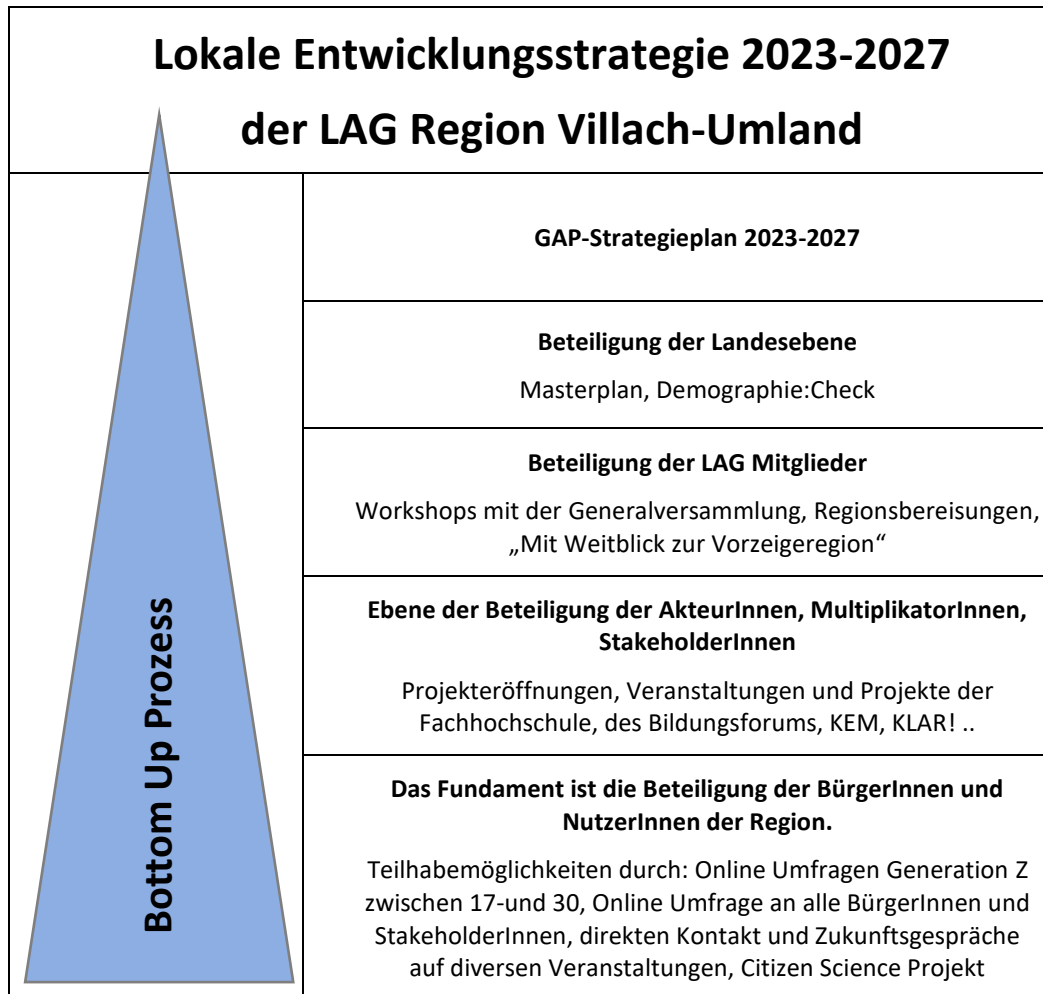 Lokale Entwicklungsstrategie 2023-2027
der LAG Region Villach-Umland
GAP-Strategieplan 2023-2027
Beteiligung der Landesebene
Masterplan, Demographie:Check
Beteiligung der LAG Mitglieder
Workshops mit der Generalversammlung, Regionsbereisungen,
„Mit Weitblick zur Vorzeigeregion“
Ebene der Beteiligung der AkteurInnen, MultiplikatorInnen,
StakeholderInnen
Projekteröffnungen, Veranstaltungen und Projekte der
Fachhochschule, des Bildungsforums, KEM, KLAR! ..
Das Fundament ist die Beteiligung der BürgerInnen und
NutzerInnen der Region.
Teilhabemöglichkeiten durch: Online Umfragen Generation Z
zwischen 17-und 30, Online Umfrage an alle BürgerInnen und
StakeholderInnen, direkten Kontakt und Zukunftsgespräche
auf diversen Veranstaltungen, Citizen Science Projekt
Bottom Up Prozess